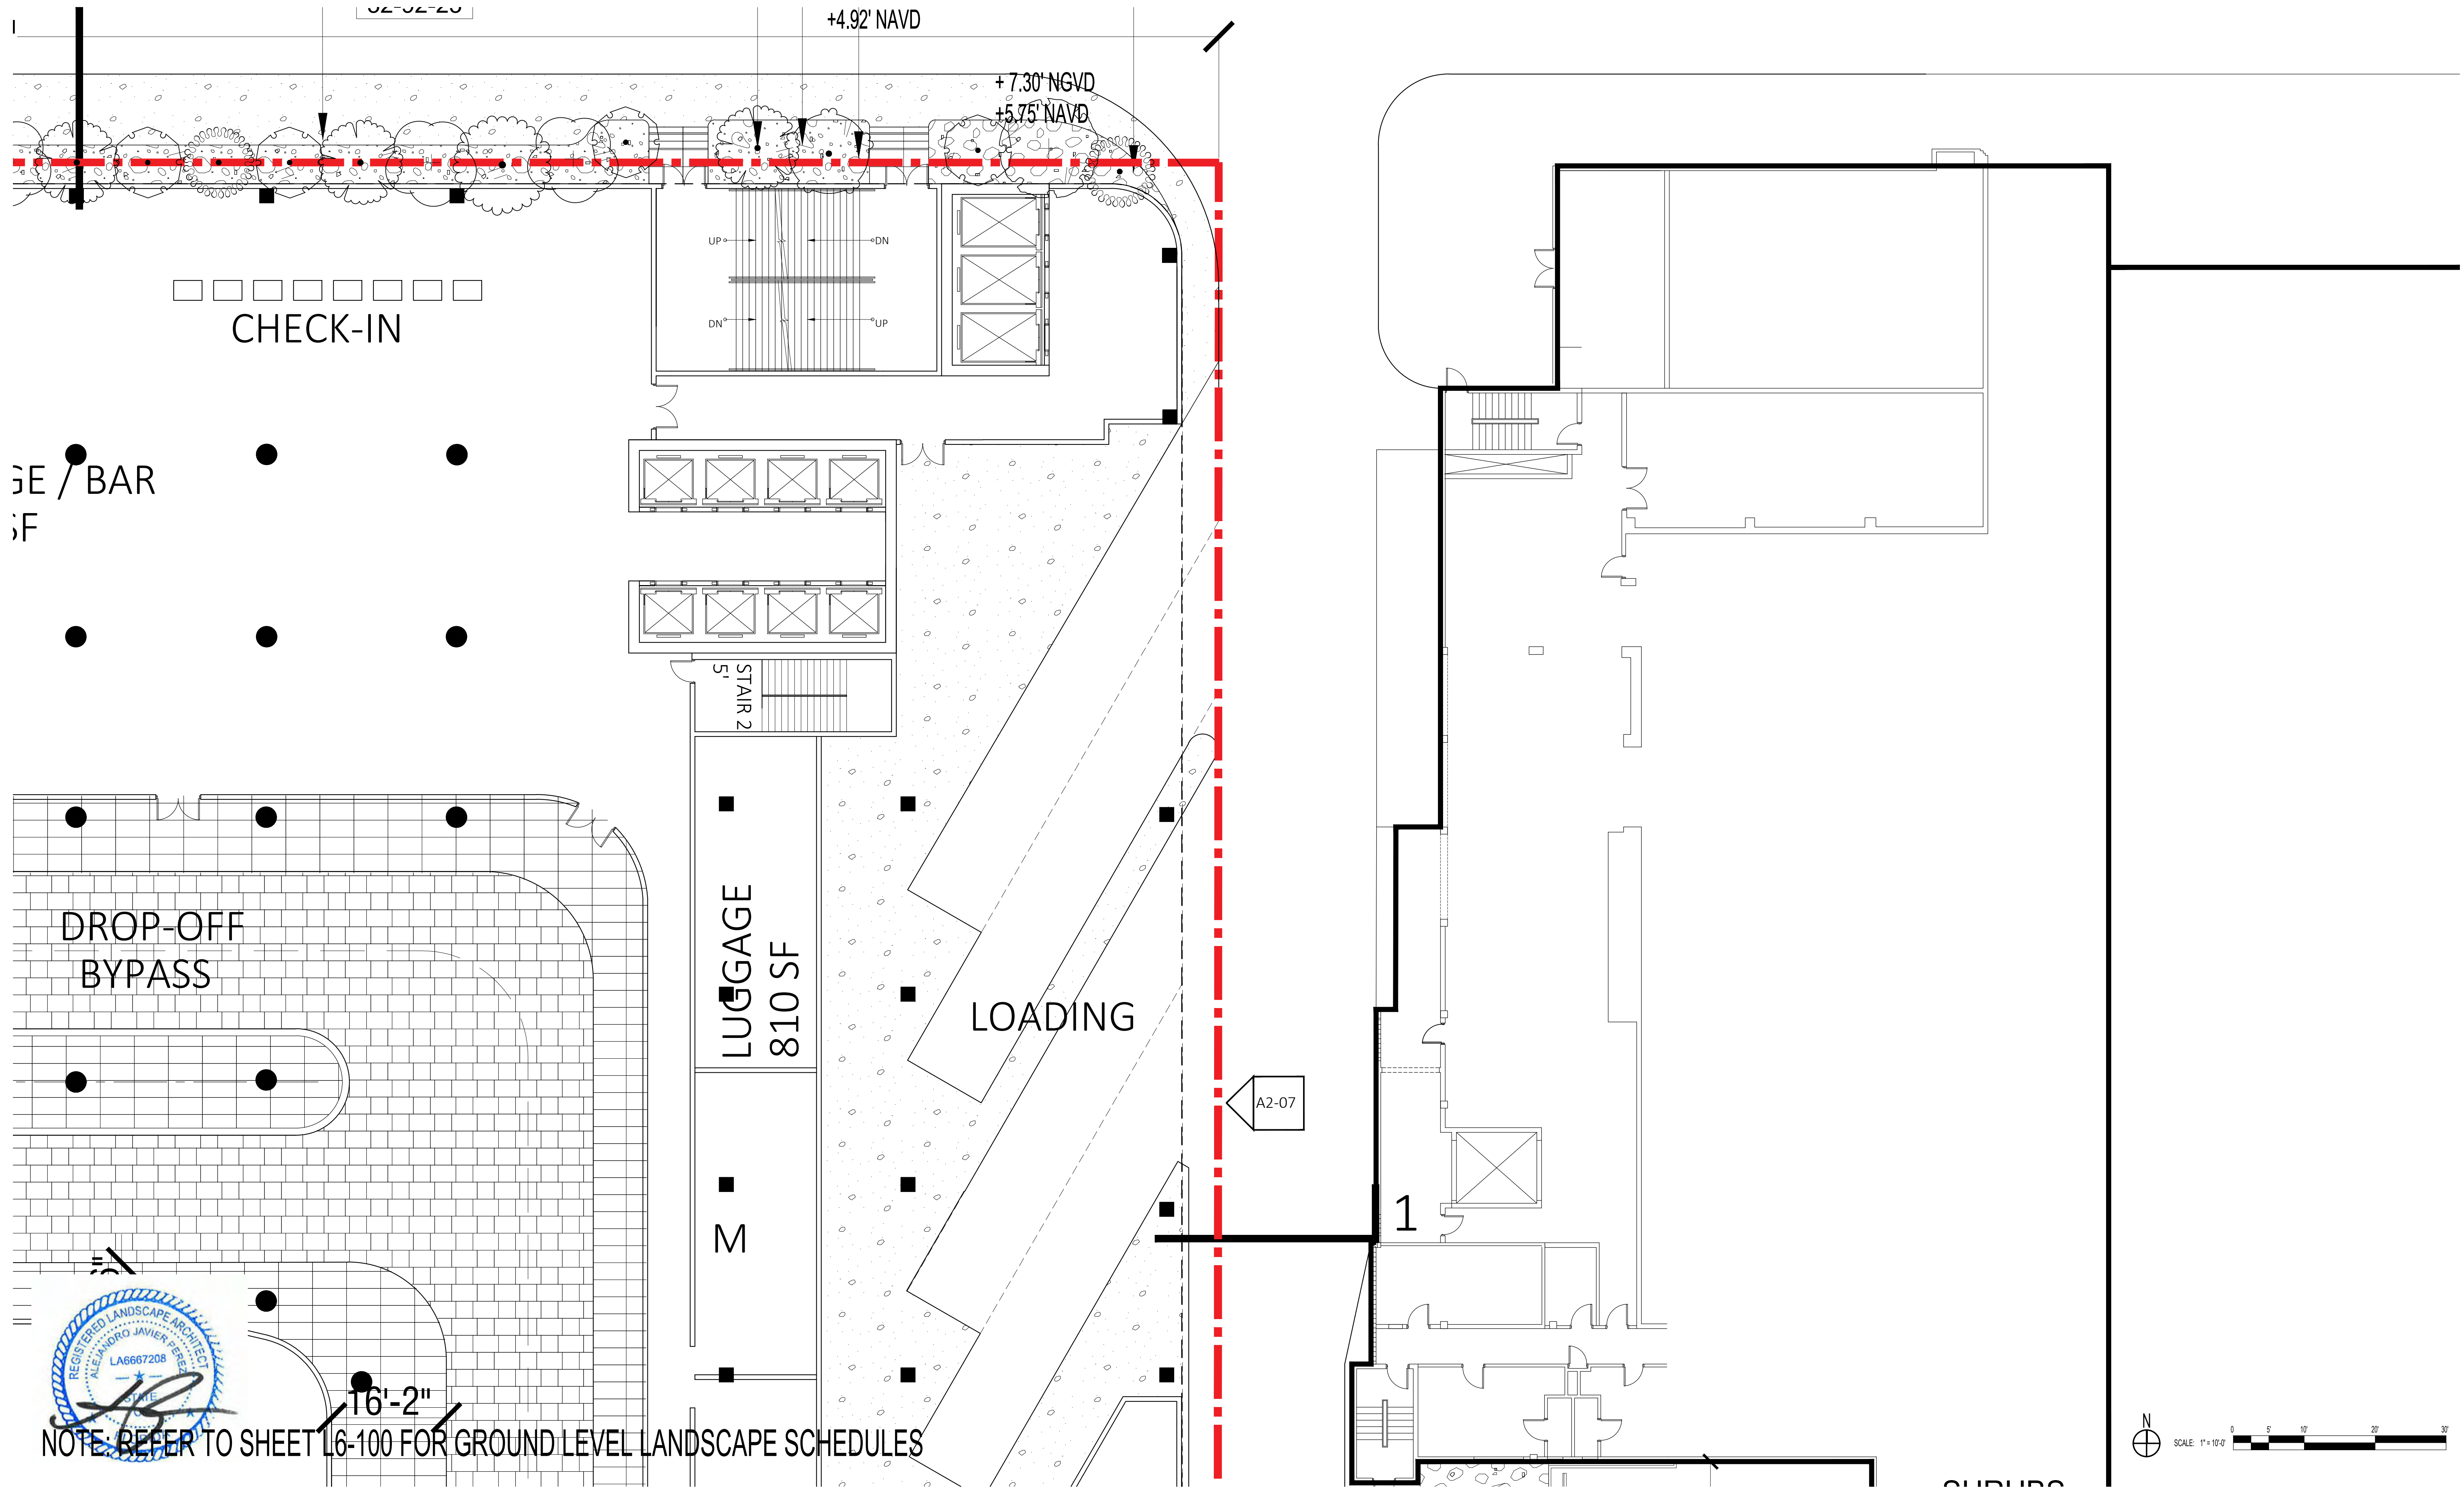 +4.92' NAVD
+ 7.30' NGVD
+5.75' NAVD
UP
DN
DN
UP
CHECK-IN
GE / BAR
SF
STAIR 2
5'
DROP-OFF
BYPASS
LUGGAGE
810 SF
LOADING
A2-07
M
1
REGISTERED LANDSCAPE ARCHITECT
ALEJANDRO JAVIER PEREZ
LA6667208
STATE
16'-2"
NOTE: REFER TO SHEET L6-100 FOR GROUND LEVEL LANDSCAPE SCHEDULES
N
SCALE: 1" = 10'-0"
0 5' 10' 20' 30'